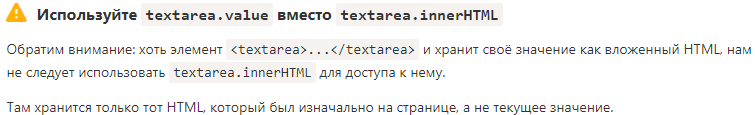 Используйте textarea.value вместо textarea.innerHTML
Обратим внимание: хоть элемент <textarea>...</textarea> и хранит своё значение как вложенный HTML, нам
не следует использовать textarea.innerHTML для доступа к нему.
Там хранится только тот HTML, который был изначально на странице, а не текущее значение.